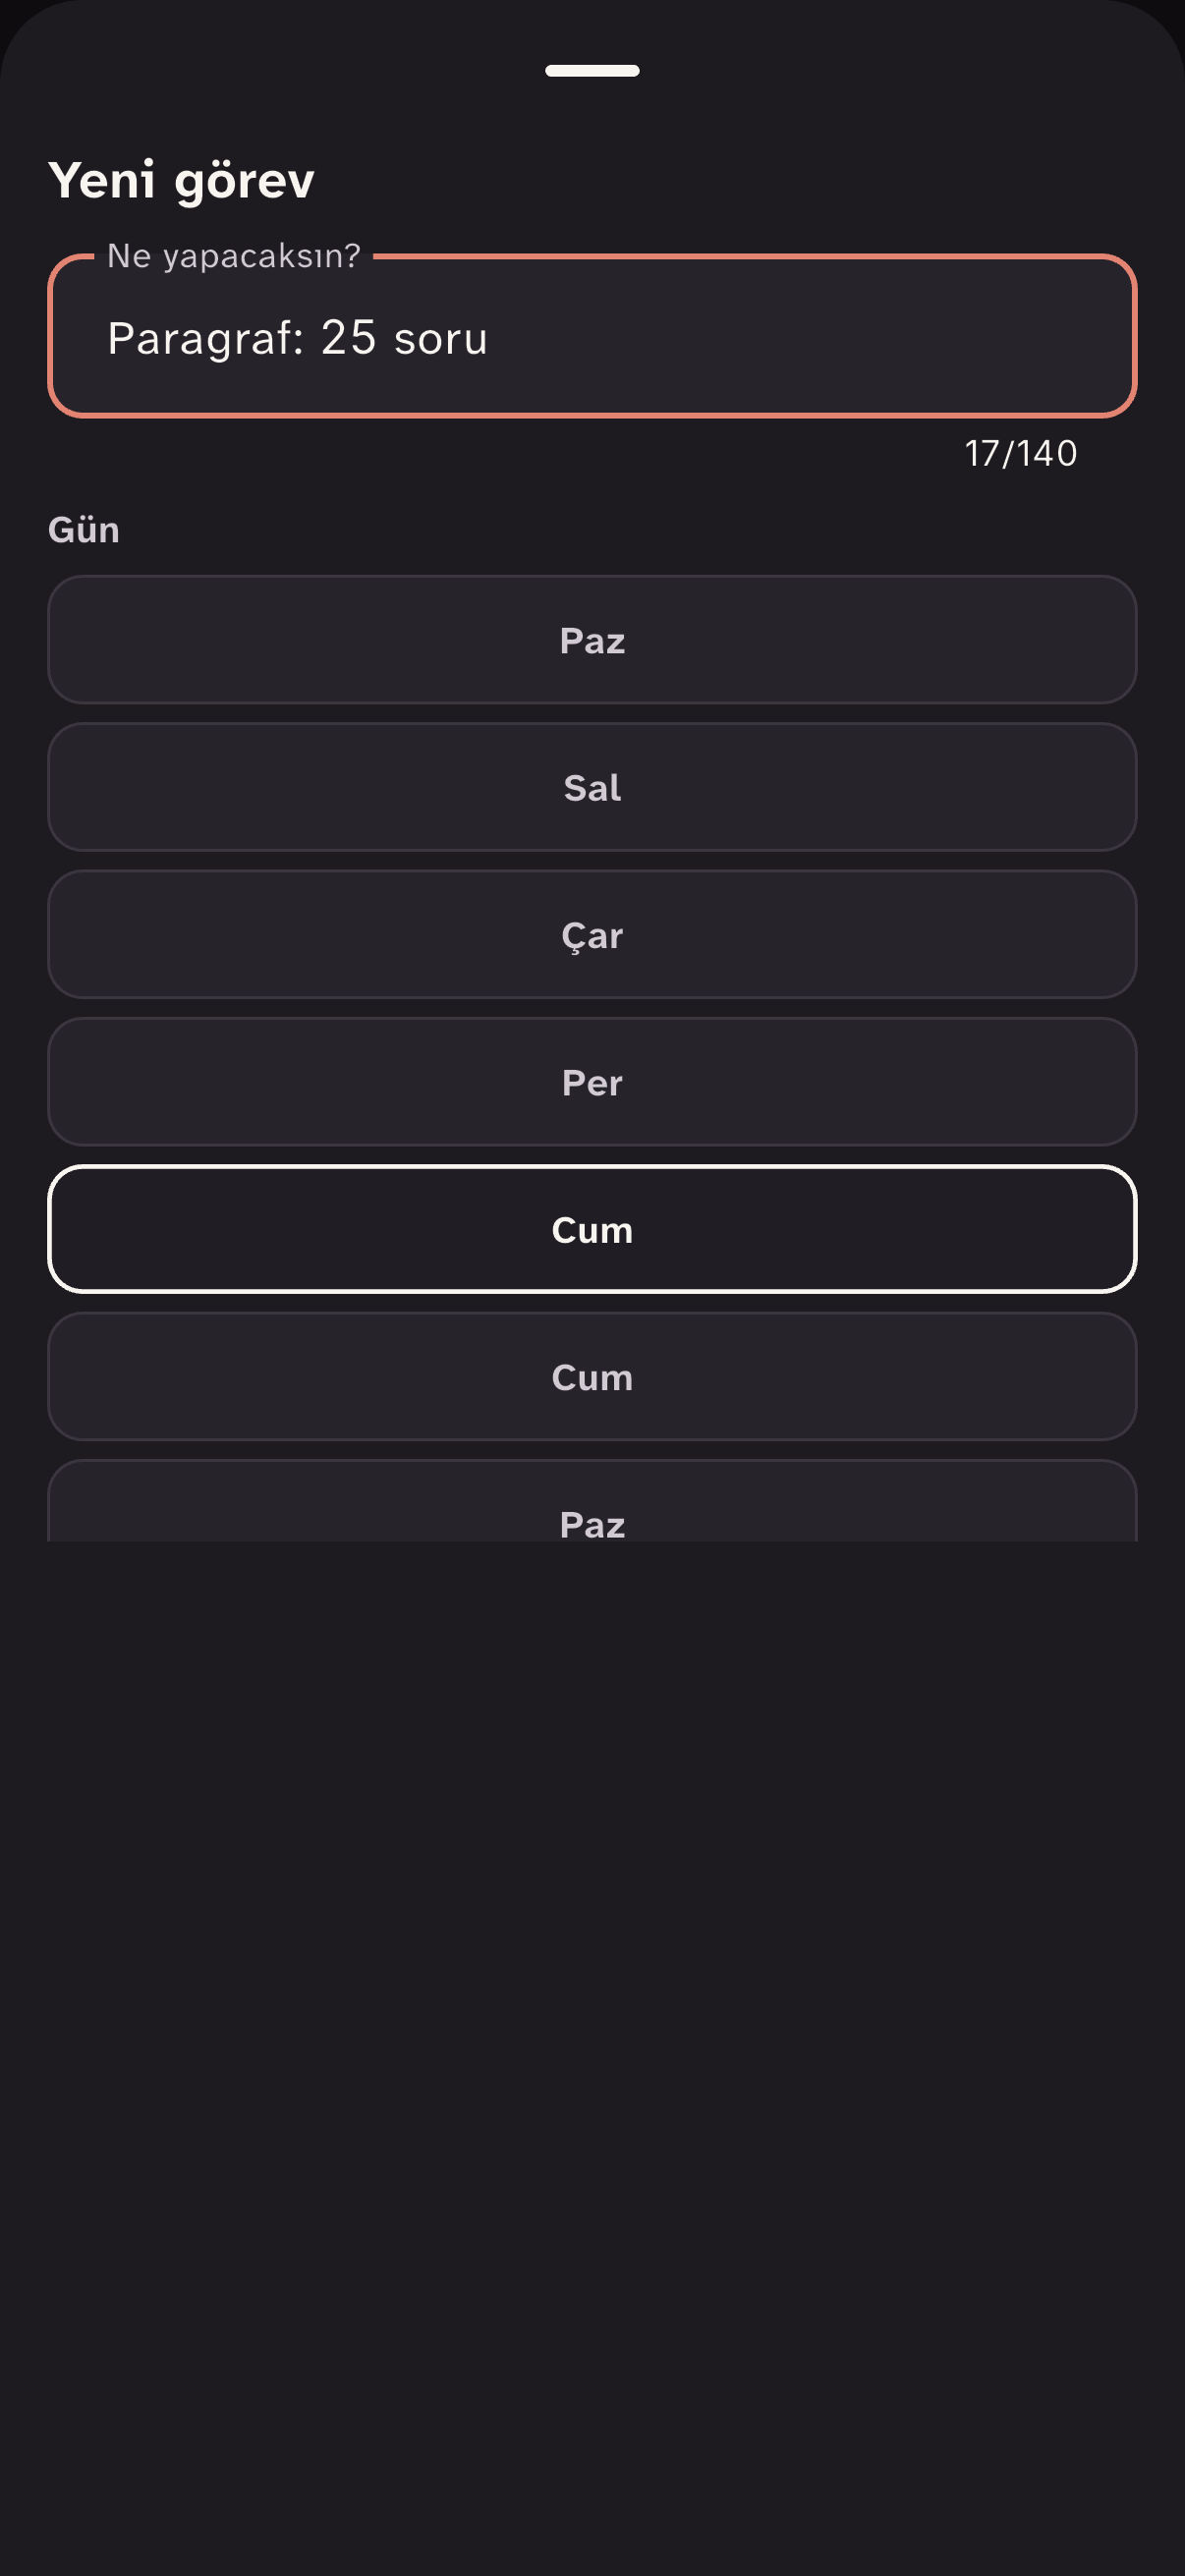 Yeni görev
Ne yapacaksın?
Paragraf: 25 soru
17/140
Gün
Paz
Sal
Çar
Per
Cum
Cum
Paz